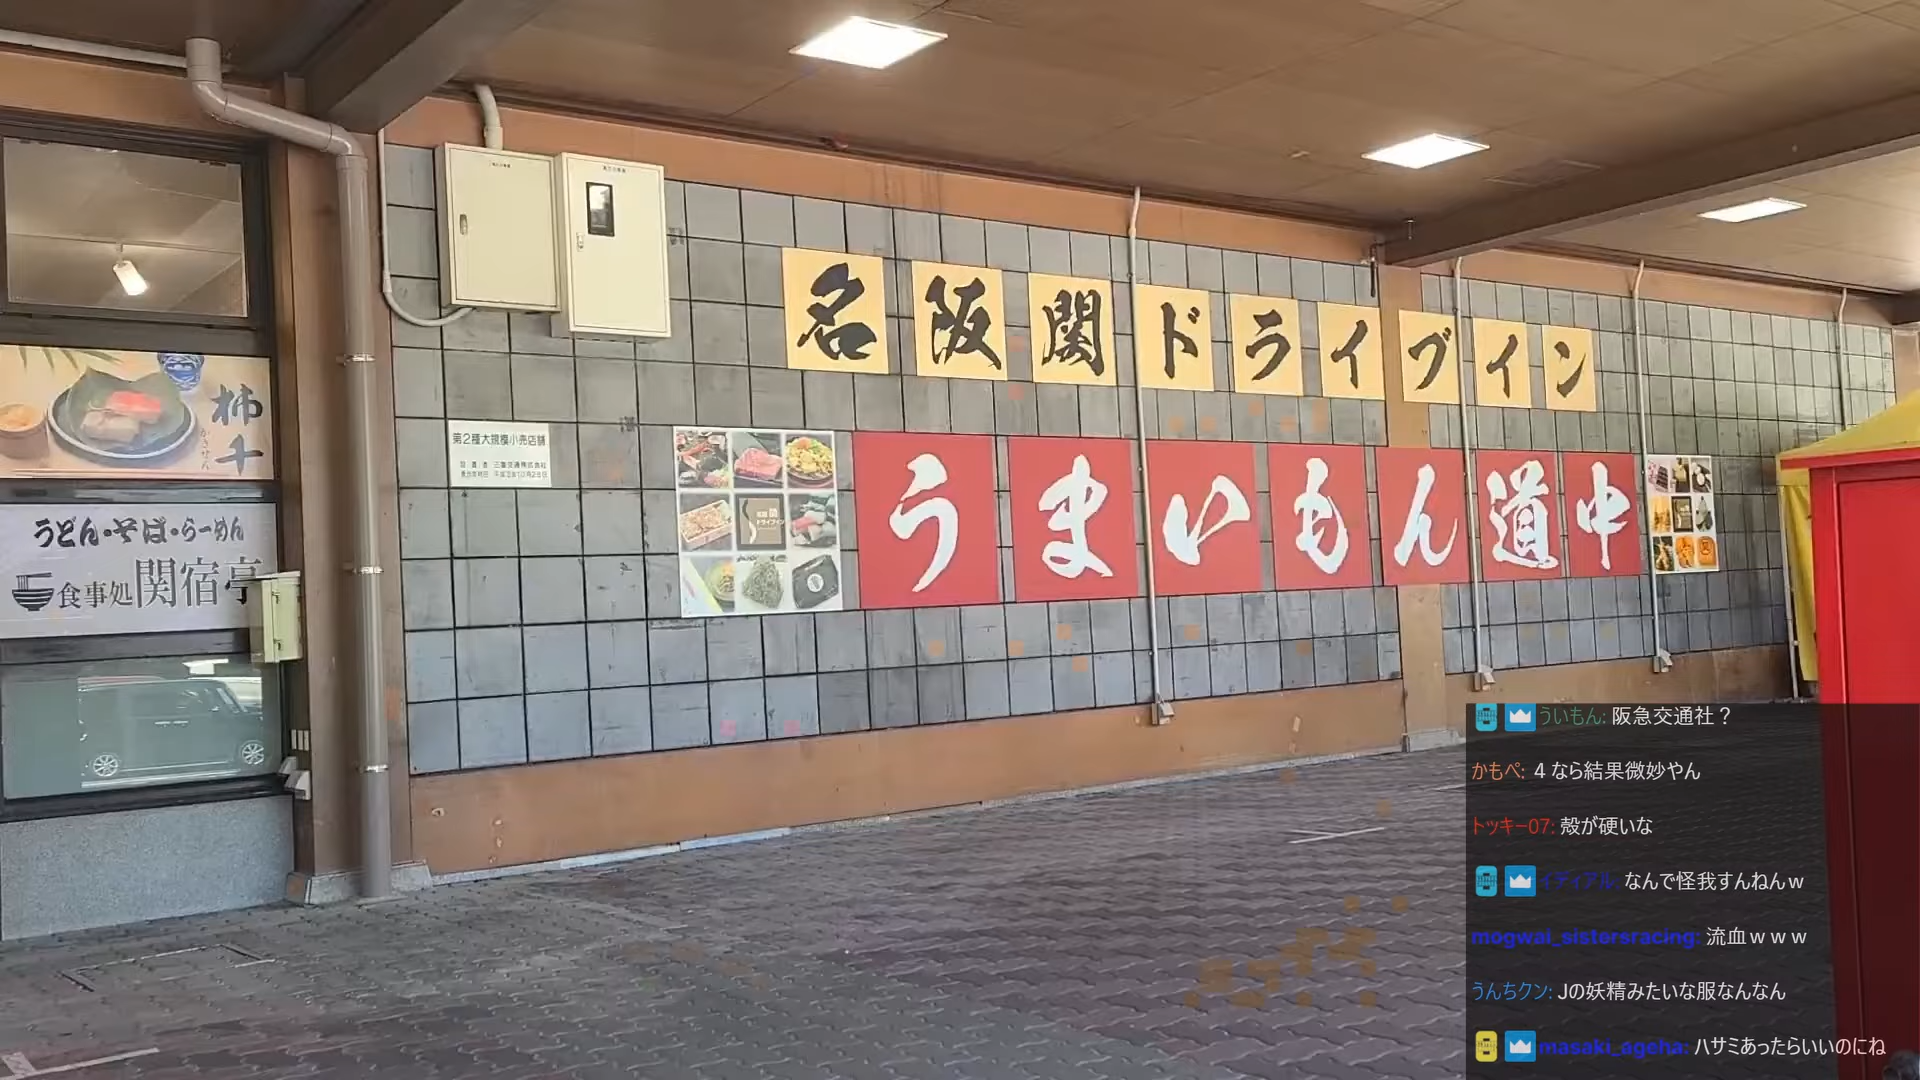 名阪関ドライブイン
うまいもん道中
第2種大規模小売店舗
柿千
かきせん
うどん・そば・らーめん
食事処 関宿亭
ういもん: 阪急交通社？
かもぺ: 4なら結果微妙やん
トッキー07: 殻が硬いな
イディアル: なんで怪我すんねんw
mogwai_sistersracing: 流血ｗｗｗ
うんちクン: Jの妖精みたいな服なんなん
masaki_ageha: ハサミあったらいいのにね